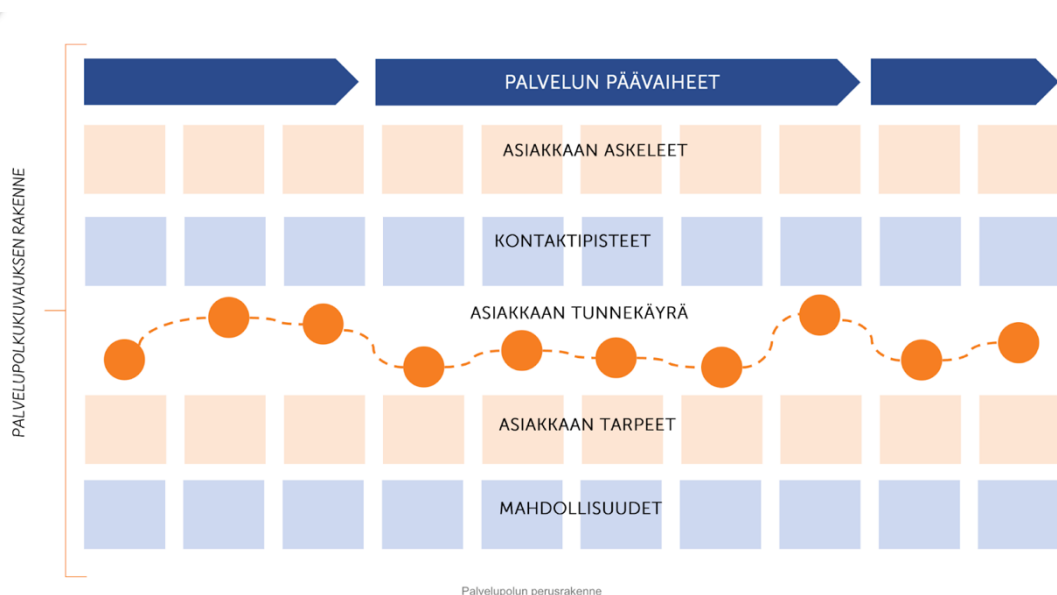 PALVELUPOLKUKUVAUKSEN RAKENNE
PALVELUN PÄÄVAIHEET
ASIAKKAAN ASKELEET
KONTAKTIPISTEET
ASIAKKAAN TUNNEKÄYRÄ
ASIAKKAAN TARPEET
MAHDOLLISUUDET
Palvelupolun perusrakenne